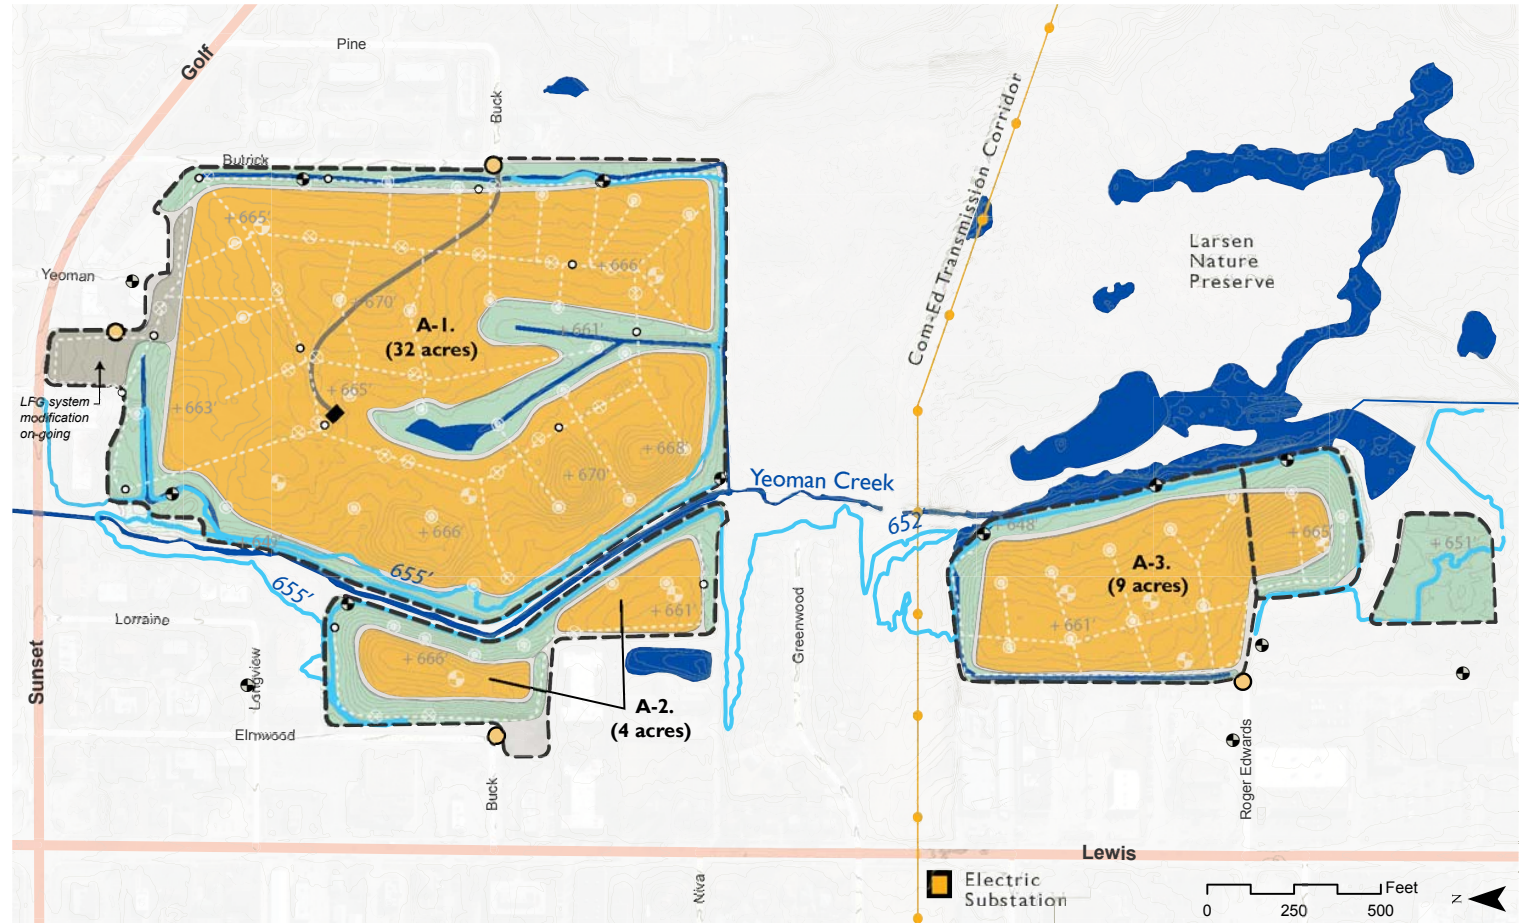 Pine
Golf
Buck
Butrick
Com-Ed Transmission Corridor
+665'
Larsen
Nature
Preserve
+666'
Yeoman
+670'
A-1.
(32 acres)
+661'
LFG system
modification
on-going
+665'
+663'
+668'
+670'
Yeoman Creek
652'
+648'
+666'
+665'
+651'
655'
655'
A-3.
(9 acres)
+661'
+661'
Lorraine
Greenwood
Sunset
Longview
+666'
A-2.
(4 acres)
Elmwood
Buck
Roger Edwards
Lewis
Niva
Electric
Substation
Feet
0 250 500
N